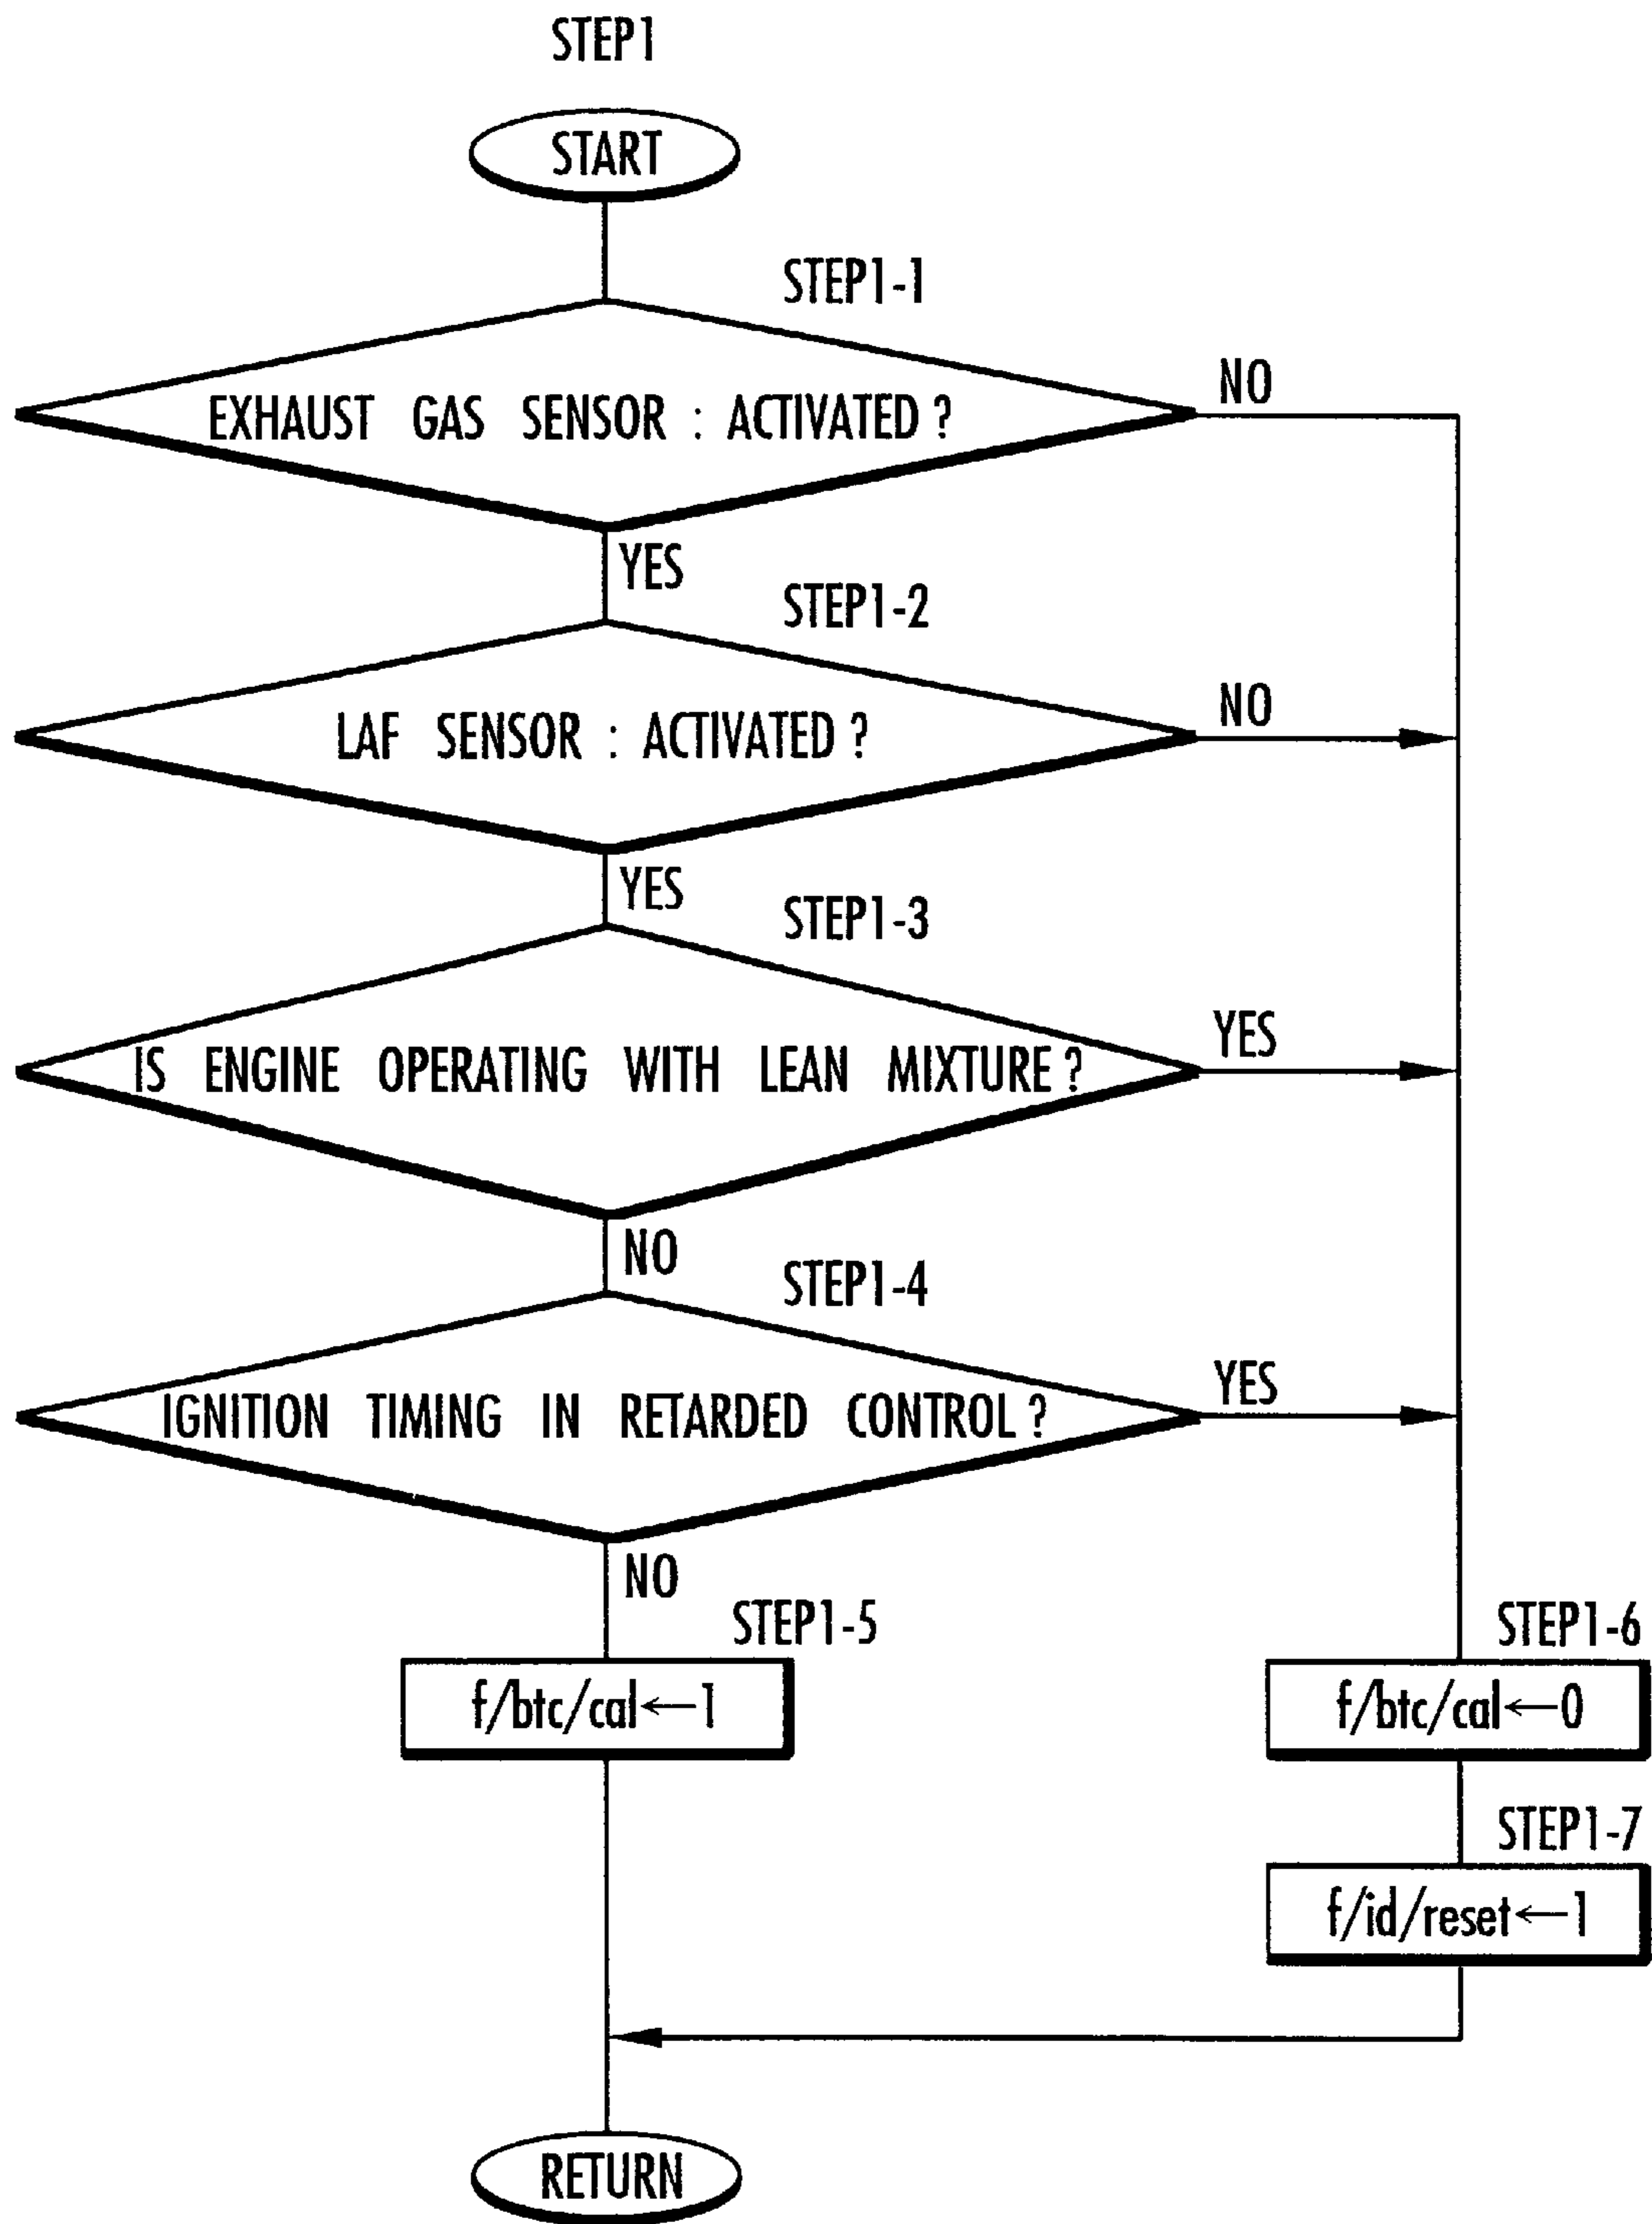 STEP1
START
STEP1-1
EXHAUST GAS SENSOR : ACTIVATED ?
NO
YES
STEP1-2
LAF SENSOR : ACTIVATED ?
NO
YES
STEP1-3
IS ENGINE OPERATING WITH LEAN MIXTURE ?
YES
NO
STEP1-4
IGNITION TIMING IN RETARDED CONTROL ?
YES
NO
STEP1-5
f/btc/cal←1
STEP1-6
f/btc/cal←0
STEP1-7
f/id/reset←1
RETURN